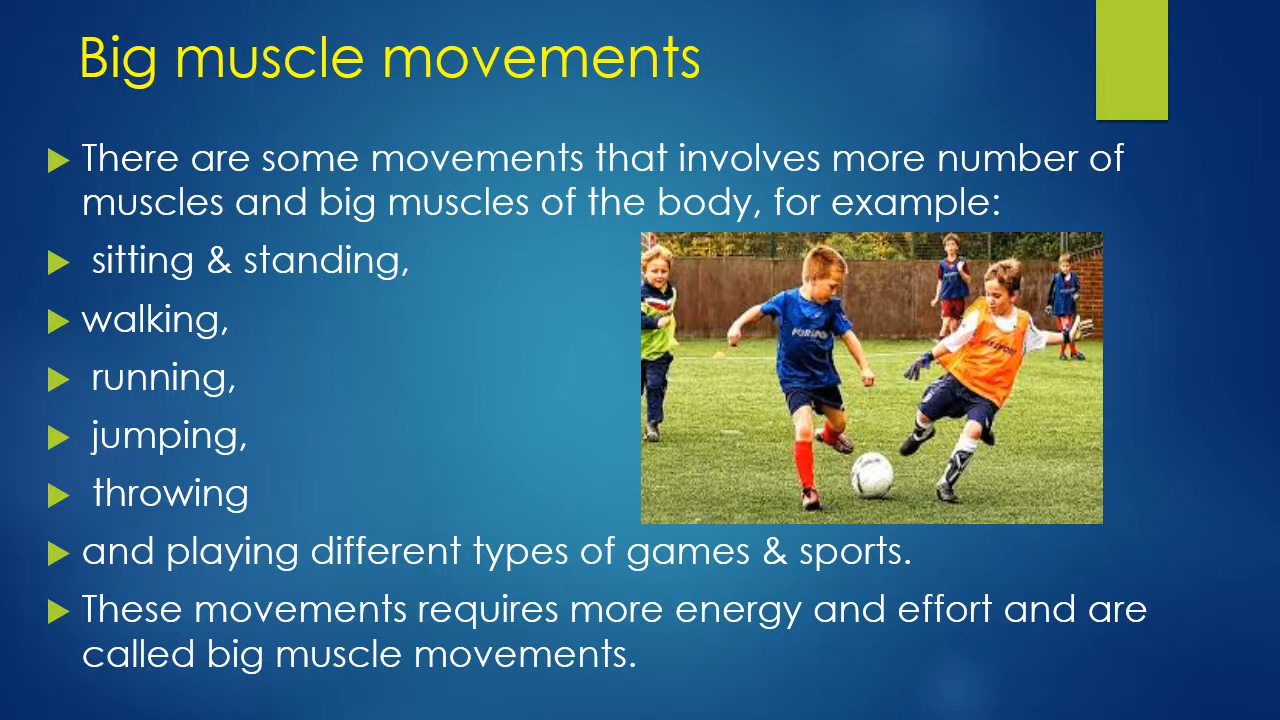 Big muscle movements
There are some movements that involves more number of
muscles and big muscles of the body, for example:
sitting & standing,
walking,
running,
jumping,
throwing
and playing different types of games & sports.
These movements requires more energy and effort and are
called big muscle movements.